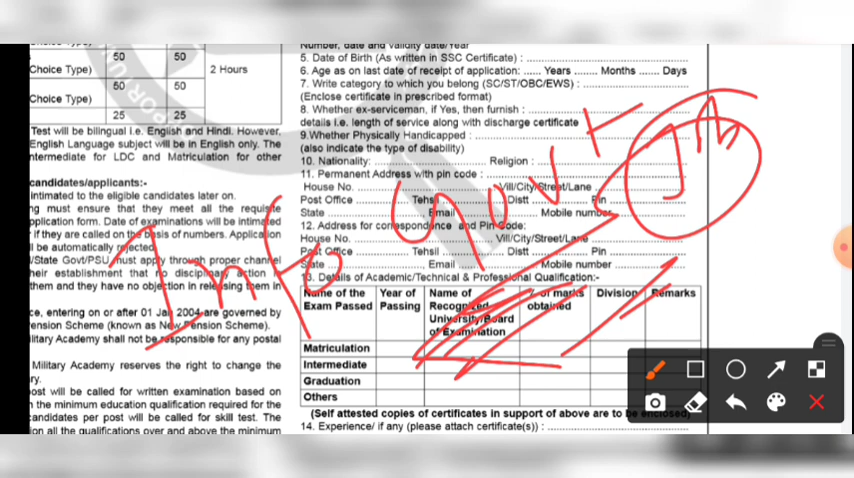 Choice Type)
50 50
Choice Type) 2 Hours
50 50
Choice Type)
25 25
Test will be bilingual i.e. English and Hindi. However,
English Language subject will be in English only. The
ntermediate for LDC and Matriculation for other
candidates/applicants:-
intimated to the eligible candidates later on.
ng must ensure that they meet all the requisite
pplication form. Date of examinations will be intimated
if they are called on the basis of numbers. Application
l be automatically rejected
/State Govt/PSU must apply through proper channel
heir establishment that no disciplinary action is
them and they have no objection in releasing them in
ce, entering on or after 01 Jan 2004 are governed by
ension Scheme (known as New Pension Scheme).
ilitary Academy shall not be responsible for any postal
Military Academy reserves the right to change the
ry.
ost will be called for written examination based on
n the minimum education qualification required for the
candidates per post will be called for skill test. The
ion all the qualifications over and above the minimum
Number, date and validity date/Year
5. Date of Birth (As written in SSC Certificate) :
6. Age as on last date of receipt of application: ...... Years ....... Months ...... Days
7. Write category to which you belong (SC/ST/OBC/EWS) :
(Enclose certificate in prescribed format)
8. Whether ex-serviceman, if Yes, then furnish :
details i.e. length of service along with discharge certificate
9.Whether Physically Handicapped :
(also indicate the type of disability)
10. Nationality: Religion :
11. Permanent Address with pin code :
House No. Vill/City/Street/Lane
Post Office Tehsil Distt Pin
State Email Mobile number
12. Address for correspondence and Pin Code:
House No. Vill/City/Street/Lane
Post Office Tehsil Distt Pin
State Email Mobile number
13. Details of Academic/Technical & Professional Qualification:-
Name of the Exam Passed Year of Passing Name of Recognized University/Board of Examination % of marks obtained Division Remarks
Matriculation
Intermediate
Graduation
Others
(Self attested copies of certificates in support of above are to be enclosed)
14. Experience/ if any (please attach certificate(s)) :
Info Govt